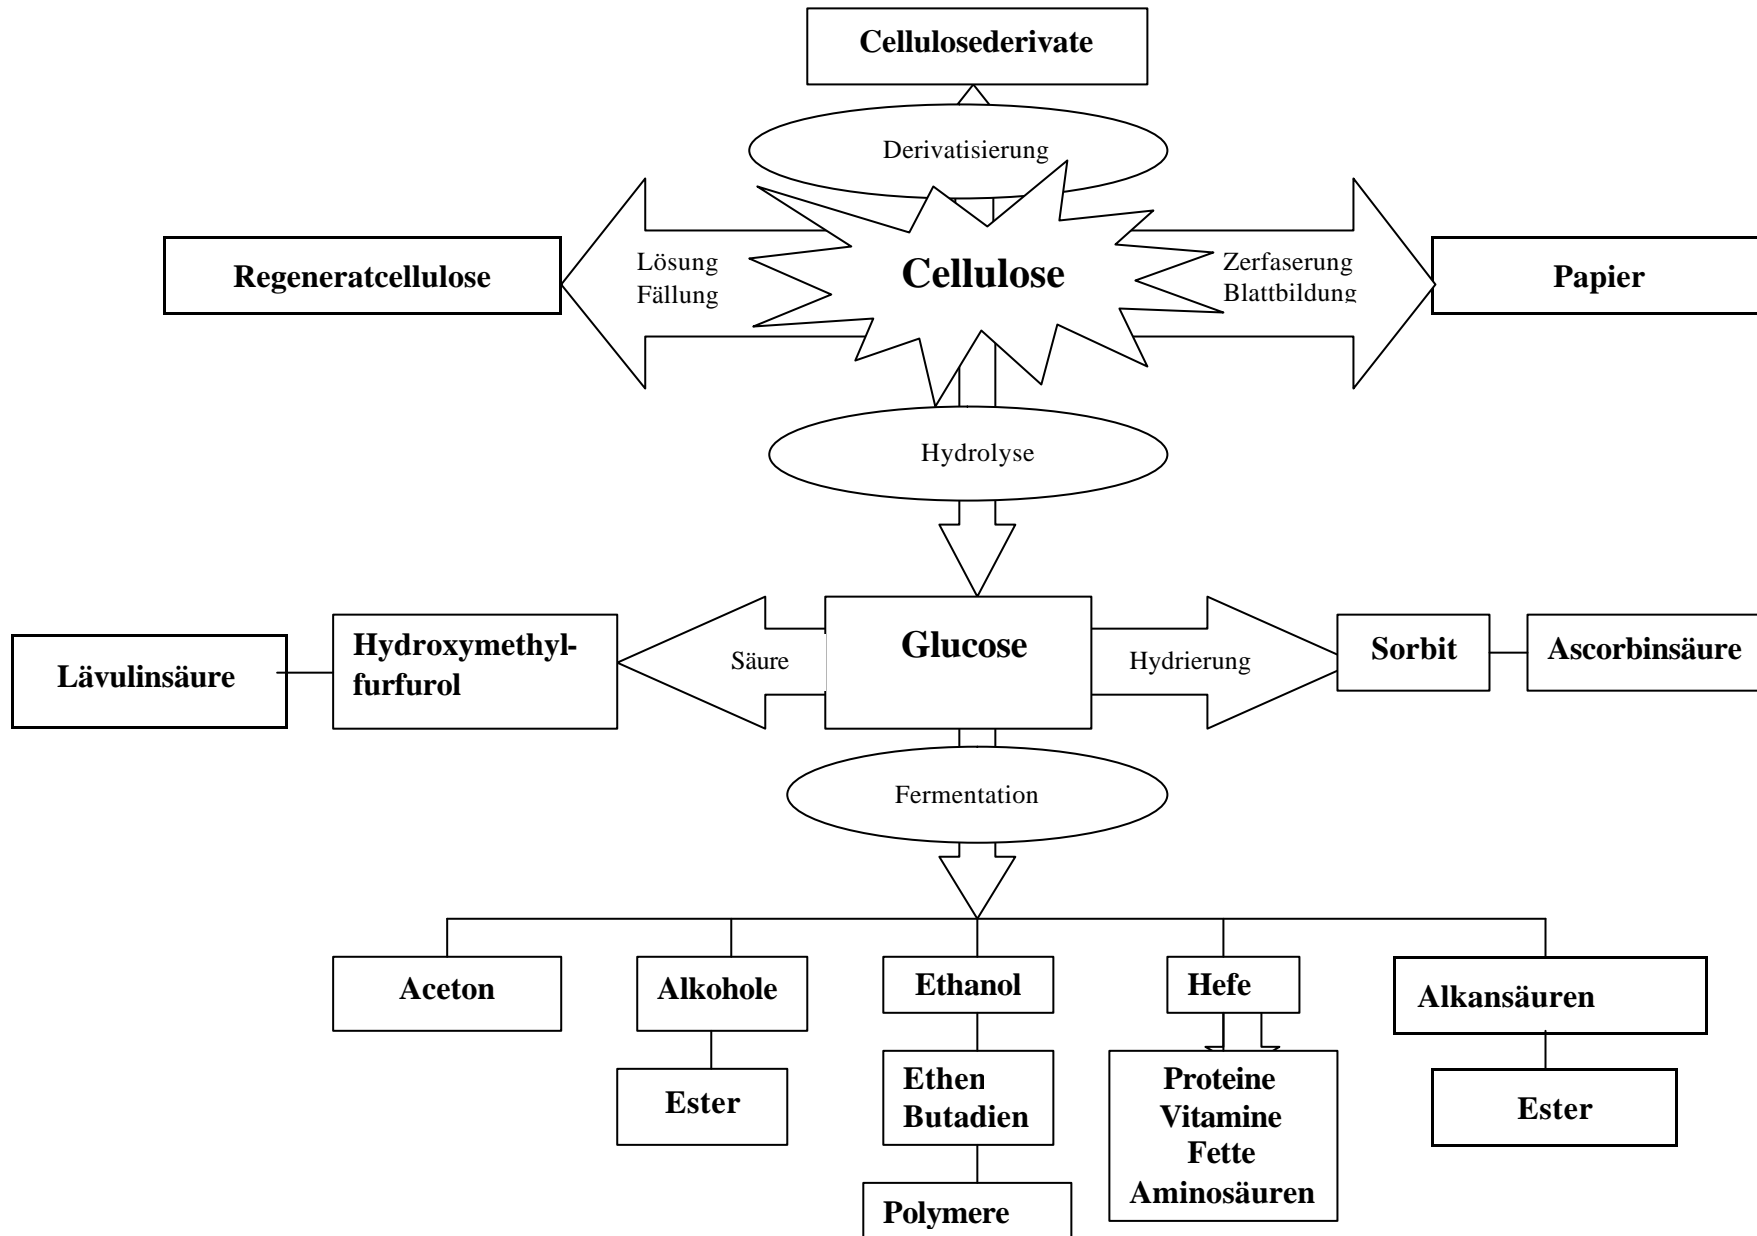 Cellulosederivate
Derivatisierung
Regeneratcellulose
Lösung
Fällung
Cellulose
Zerfaserung
Blattbildung
Papier
Hydrolyse
Lävulinsäure
Hydroxymethyl-
furfurol
Säure
Glucose
Hydrierung
Sorbit
Ascorbinsäure
Fermentation
Aceton
Alkohole
Ethanol
Hefe
Alkansäuren
Ester
Ethen
Butadien
Proteine
Vitamine
Fette
Aminosäuren
Ester
Polymere